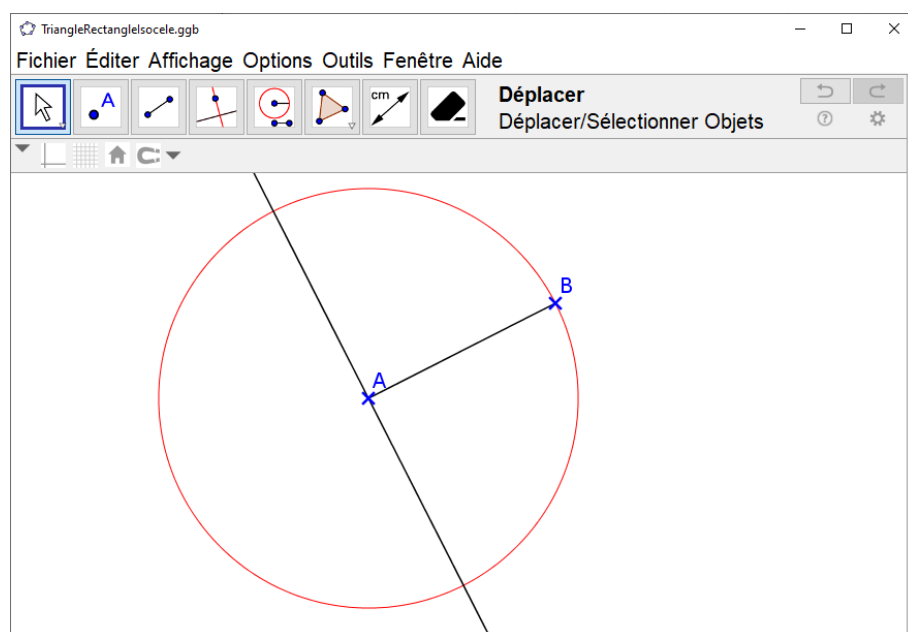 TriangleRectangleIsocele.ggb
Fichier Éditer Affichage Options Outils Fenêtre Aide
A
cm
Déplacer
Déplacer/Sélectionner Objets
B
A